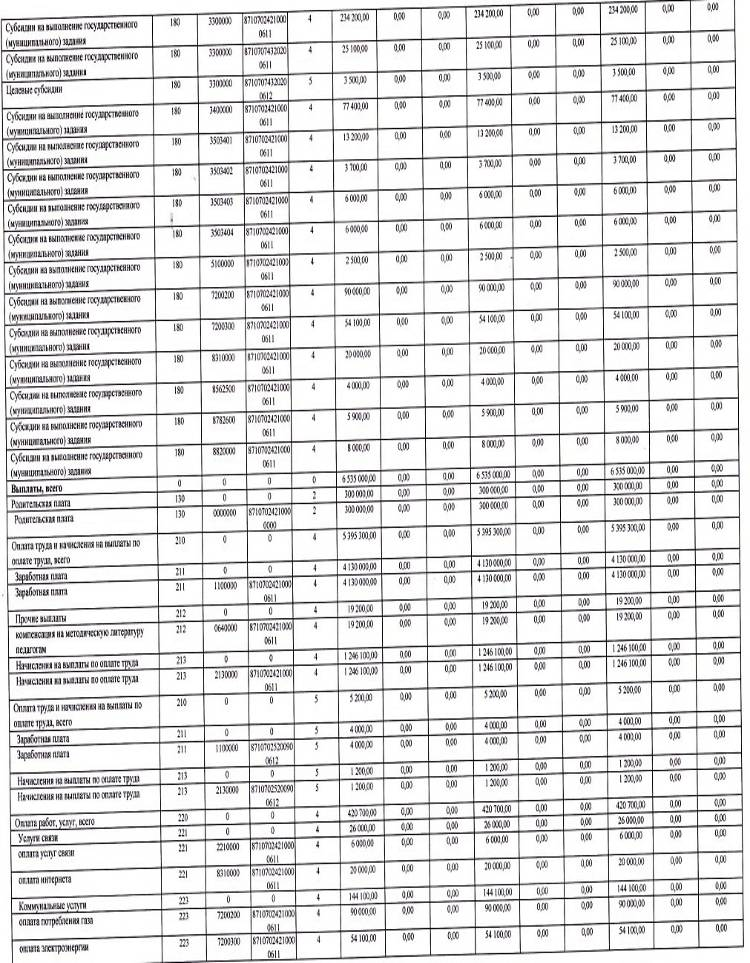 Субсидии на выполнение государственного 180 3300000 8710702421000 4 234 200,00 0,00 0,00 234 200,00 0,00 0,00 234 200,00 0,00 0,00
(муниципального) задания 0611
Субсидии на выполнение государственного 180 3300000 8710707432020 4 25 100,00 0,00 0,00 25 100,00 0,00 0,00 25 100,00 0,00 0,00
(муниципального) задания 0611
Целевые субсидии 180 3300000 8710707432020 5 3 500,00 0,00 0,00 3 500,00 0,00 0,00 3 500,00 0,00 0,00
0612
Субсидии на выполнение государственного 180 3400000 8710702421000 4 77 400,00 0,00 0,00 77 400,00 0,00 0,00 77 400,00 0,00 0,00
(муниципального) задания 0611
Субсидии на выполнение государственного 180 3503401 8710702421000 4 13 200,00 0,00 0,00 13 200,00 0,00 0,00 13 200,00 0,00 0,00
(муниципального) задания 0611
Субсидии на выполнение государственного 180 3503402 8710702421000 4 3 700,00 0,00 0,00 3 700,00 0,00 0,00 3 700,00 0,00 0,00
(муниципального) задания 0611
Субсидии на выполнение государственного 180 3503403 8710702421000 4 6 000,00 0,00 0,00 6 000,00 0,00 0,00 6 000,00 0,00 0,00
(муниципального) задания 0611
Субсидии на выполнение государственного 180 3503404 8710702421000 4 6 000,00 0,00 0,00 6 000,00 0,00 0,00 6 000,00 0,00 0,00
(муниципального) задания 0611
Субсидии на выполнение государственного 180 5100000 8710702421000 4 2 500,00 0,00 0,00 2 500,00 0,00 0,00 2 500,00 0,00 0,00
(муниципального) задания 0611
Субсидии на выполнение государственного 180 7200200 8710702421000 4 90 000,00 0,00 0,00 90 000,00 0,00 0,00 90 000,00 0,00 0,00
(муниципального) задания 0611
Субсидии на выполнение государственного 180 7200300 8710702421000 4 54 100,00 0,00 0,00 54 100,00 0,00 0,00 54 100,00 0,00 0,00
(муниципального) задания 0611
Субсидии на выполнение государственного 180 8310000 8710702421000 4 20 000,00 0,00 0,00 20 000,00 0,00 0,00 20 000,00 0,00 0,00
(муниципального) задания 0611
Субсидии на выполнение государственного 180 8562500 8710702421000 4 4 000,00 0,00 0,00 4 000,00 0,00 0,00 4 000,00 0,00 0,00
(муниципального) задания 0611
Субсидии на выполнение государственного 180 8782600 8710702421000 4 5 900,00 0,00 0,00 5 900,00 0,00 0,00 5 900,00 0,00 0,00
(муниципального) задания 0611
Субсидии на выполнение государственного 180 8820000 8710702421000 4 8 000,00 0,00 0,00 8 000,00 0,00 0,00 8 000,00 0,00 0,00
(муниципального) задания 0611
Выплаты, всего 0 0 0 0 6 535 000,00 0,00 0,00 6 535 000,00 0,00 0,00 6 535 000,00 0,00 0,00
Родительская плата 130 0 0 2 300 000,00 0,00 0,00 300 000,00 0,00 0,00 300 000,00 0,00 0,00
Родительская плата 130 0000000 8710702421000 2 300 000,00 0,00 0,00 300 000,00 0,00 0,00 300 000,00 0,00 0,00
0000
Оплата труда и начисления на выплаты по 210 0 0 4 5 395 300,00 0,00 0,00 5 395 300,00 0,00 0,00 5 395 300,00 0,00 0,00
оплате труда, всего
Заработная плата 211 0 0 4 4 130 000,00 0,00 0,00 4 130 000,00 0,00 0,00 4 130 000,00 0,00 0,00
Заработная плата 211 1100000 8710702421000 4 4 130 000,00 0,00 0,00 4 130 000,00 0,00 0,00 4 130 000,00 0,00 0,00
0611
Прочие выплаты 212 0 0 4 19 200,00 0,00 0,00 19 200,00 0,00 0,00 19 200,00 0,00 0,00
компенсация на методическую литературу 212 0640000 8710702421000 4 19 200,00 0,00 0,00 19 200,00 0,00 0,00 19 200,00 0,00 0,00
педагогам 0611
Начисления на выплаты по оплате труда 213 0 0 4 1 246 100,00 0,00 0,00 1 246 100,00 0,00 0,00 1 246 100,00 0,00 0,00
Начисления на выплаты по оплате труда 213 2130000 8710702421000 4 1 246 100,00 0,00 0,00 1 246 100,00 0,00 0,00 1 246 100,00 0,00 0,00
0611
Оплата труда и начисления на выплаты по 210 0 0 5 5 200,00 0,00 0,00 5 200,00 0,00 0,00 5 200,00 0,00 0,00
оплате труда, всего
Заработная плата 211 0 0 5 4 000,00 0,00 0,00 4 000,00 0,00 0,00 4 000,00 0,00 0,00
Заработная плата 211 1100000 8710702520090 5 4 000,00 0,00 0,00 4 000,00 0,00 0,00 4 000,00 0,00 0,00
0612
Начисления на выплаты по оплате труда 213 0 0 5 1 200,00 0,00 0,00 1 200,00 0,00 0,00 1 200,00 0,00 0,00
Начисления на выплаты по оплате труда 213 2130000 8710702520090 5 1 200,00 0,00 0,00 1 200,00 0,00 0,00 1 200,00 0,00 0,00
0612
Оплата работ, услуг, всего 220 0 0 4 420 700,00 0,00 0,00 420 700,00 0,00 0,00 420 700,00 0,00 0,00
Услуги связи 221 0 0 4 26 000,00 0,00 0,00 26 000,00 0,00 0,00 26 000,00 0,00 0,00
оплата услуг связи 221 2210000 8710702421000 4 6 000,00 0,00 0,00 6 000,00 0,00 0,00 6 000,00 0,00 0,00
0611
оплата интернета 221 8310000 8710702421000 4 20 000,00 0,00 0,00 20 000,00 0,00 0,00 20 000,00 0,00 0,00
0611
Коммунальные услуги 223 0 0 4 144 100,00 0,00 0,00 144 100,00 0,00 0,00 144 100,00 0,00 0,00
оплата потребления газа 223 7200200 8710702421000 4 90 000,00 0,00 0,00 90 000,00 0,00 0,00 90 000,00 0,00 0,00
0611
оплата электроэнергии 223 7200300 8710702421000 4 54 100,00 0,00 0,00 54 100,00 0,00 0,00 54 100,00 0,00 0,00
0611